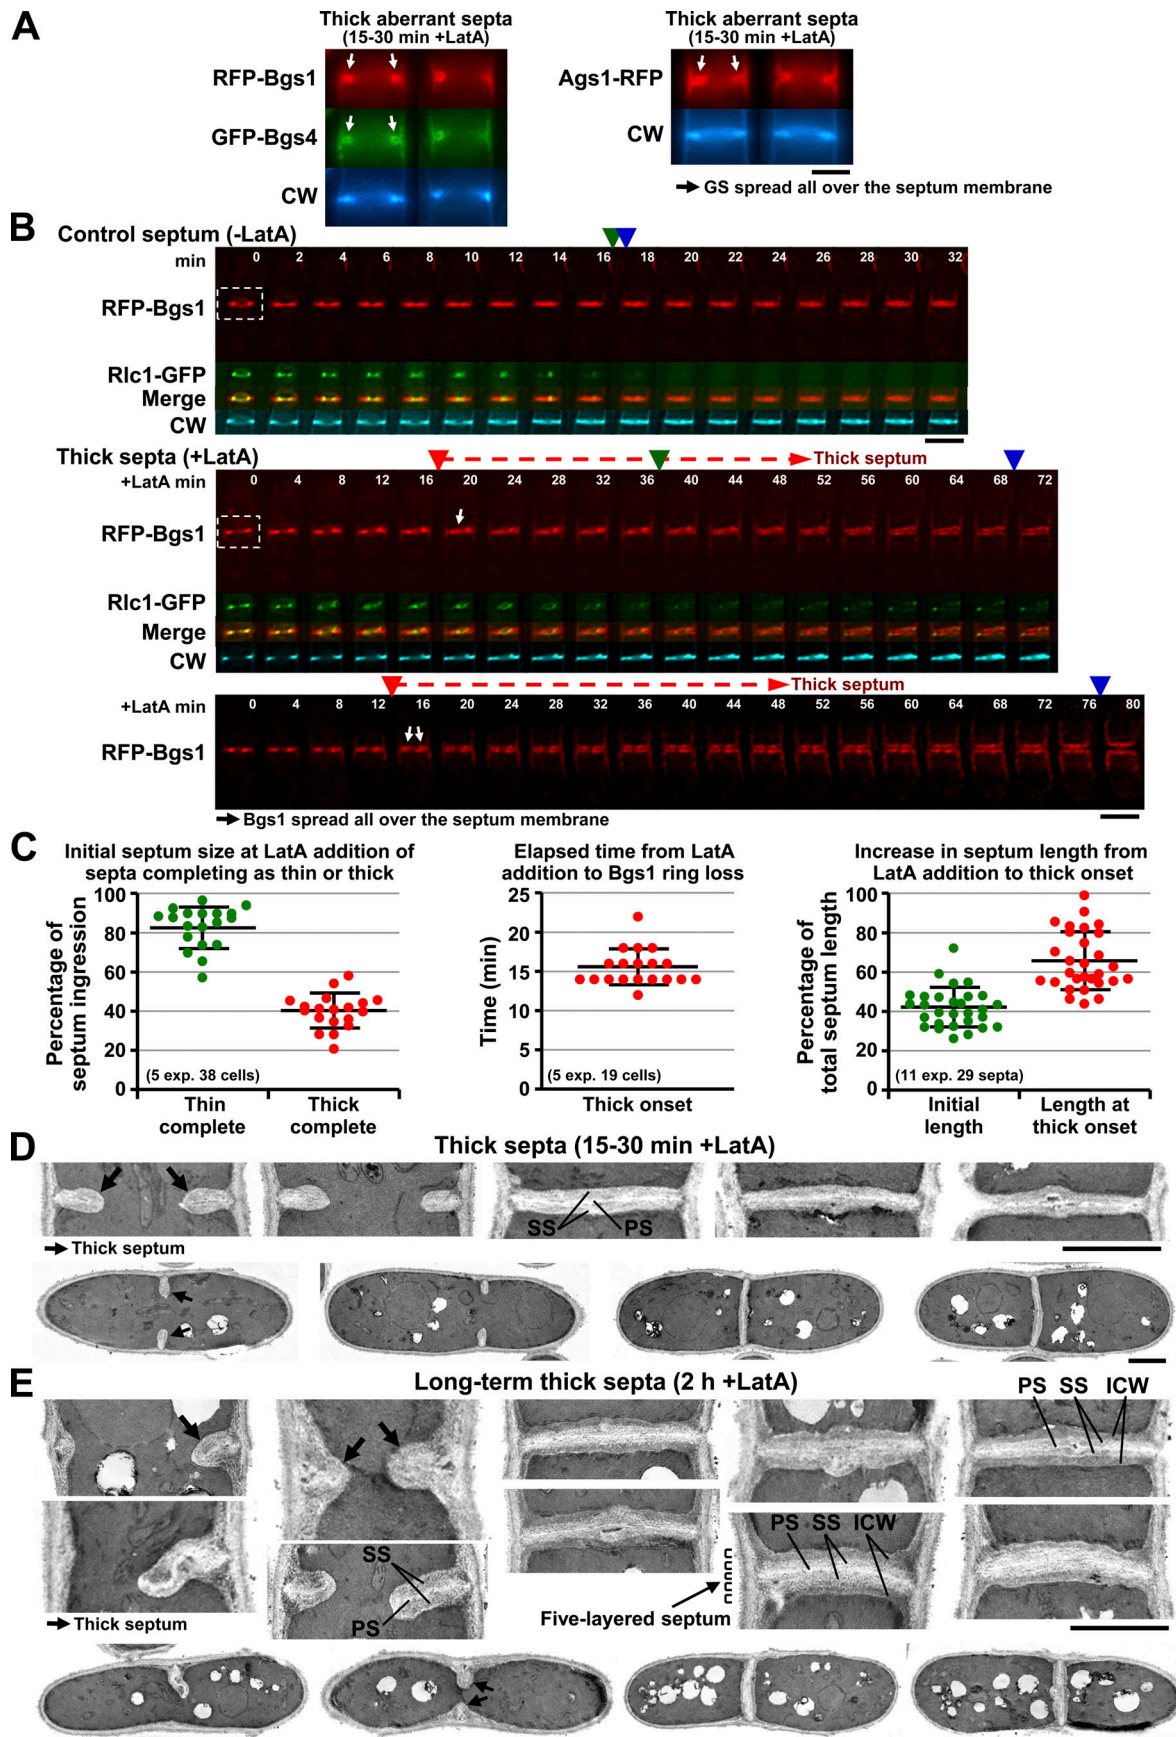 A
Thick aberrant septa
(15-30 min +LatA)
RFP-Bgs1
GFP-Bgs4
CW
Thick aberrant septa
(15-30 min +LatA)
Ags1-RFP
CW
GS spread all over the septum membrane
B
Control septum (-LatA)
min 0 2 4 6 8 10 12 14 16 18 20 22 24 26 28 30 32
RFP-Bgs1
Rlc1-GFP
Merge
CW
Thick septa (+LatA)
Thick septum
+LatA min 0 4 8 12 16 20 24 28 32 36 40 44 48 52 56 60 64 68 72
RFP-Bgs1
Rlc1-GFP
Merge
CW
Thick septum
+LatA min 0 4 8 12 16 20 24 28 32 36 40 44 48 52 56 60 64 68 72 76 80
RFP-Bgs1
Bgs1 spread all over the septum membrane
C
Initial septum size at LatA addition of
septa completing as thin or thick
Percentage of
septum ingression
100
80
60
40
20
0
(5 exp. 38 cells)
Thin
complete
Thick
complete
Elapsed time from LatA
addition to Bgs1 ring loss
Time (min)
25
20
15
10
5
0
(5 exp. 19 cells)
Thick onset
Increase in septum length from
LatA addition to thick onset
Percentage of
total septum length
100
80
60
40
20
0
(11 exp. 29 septa)
Initial
length
Length at
thick onset
D
Thick septa (15-30 min +LatA)
SS
PS
Thick septum
E
Long-term thick septa (2 h +LatA)
PS SS ICW
SS
PS
PS SS ICW
Thick septum
Five-layered septum